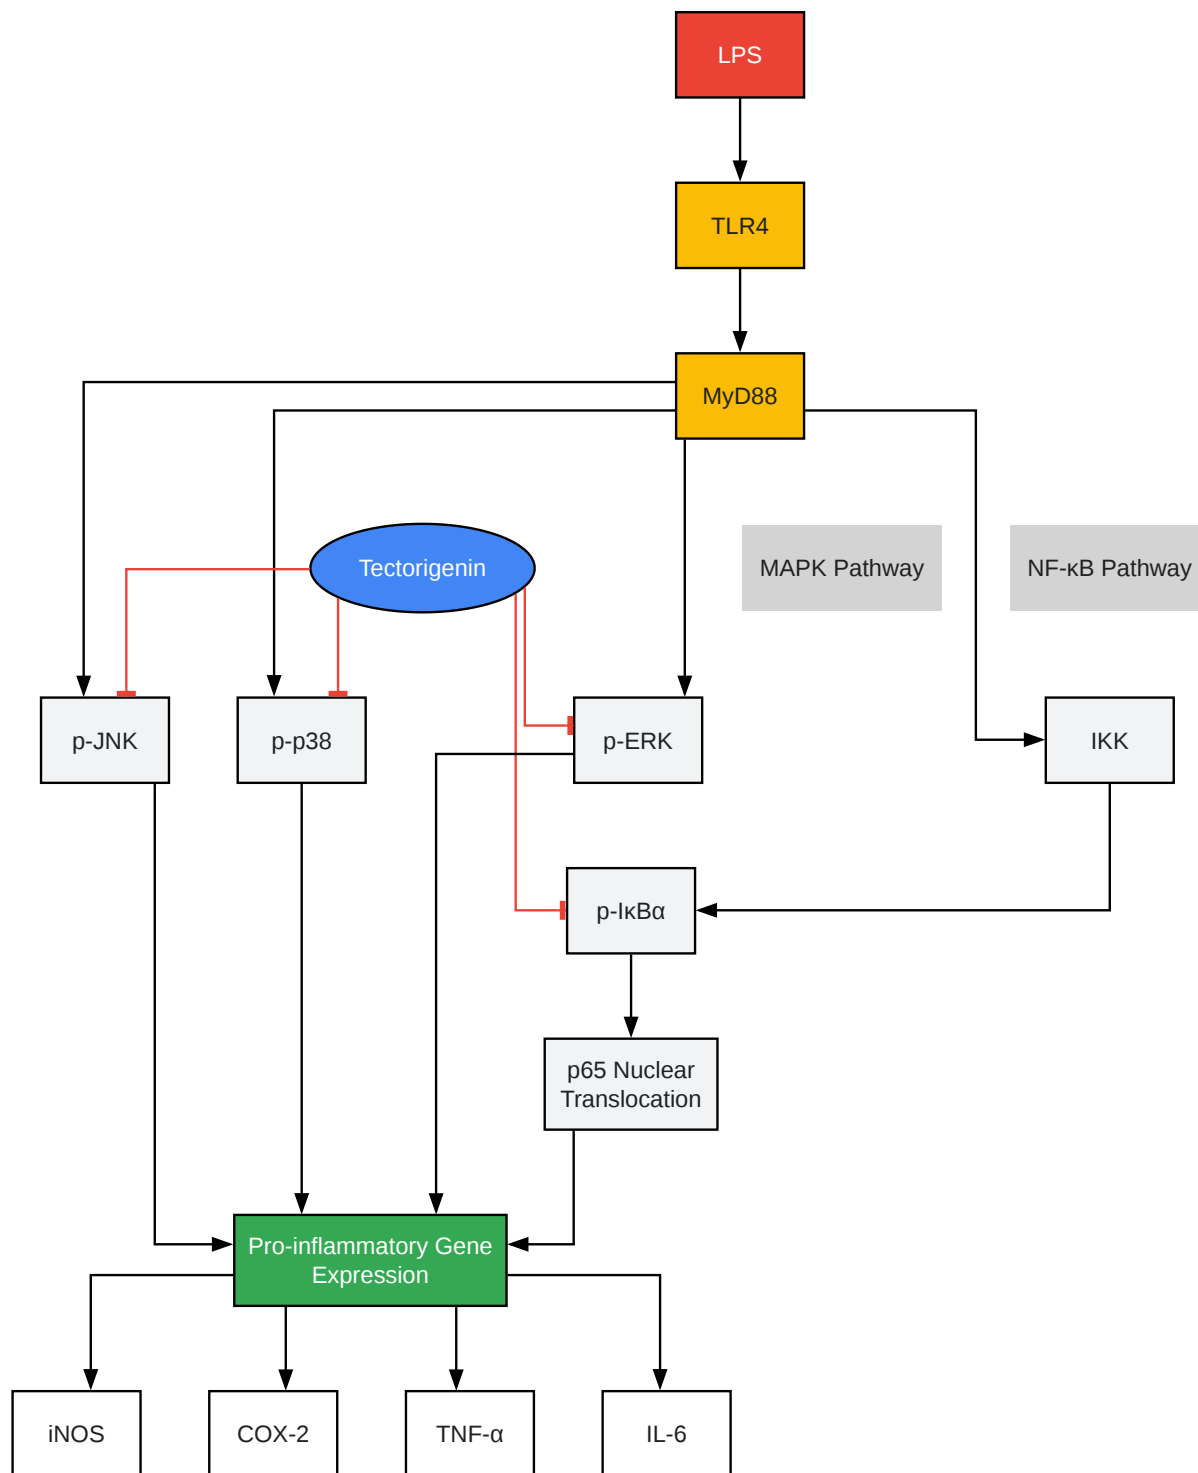 LPS
TLR4
MyD88
Tectorigenin
MAPK Pathway
NF-κB Pathway
p-JNK
p-p38
p-ERK
IKK
p-IκBα
p65 Nuclear
Translocation
Pro-inflammatory Gene
Expression
iNOS
COX-2
TNF-α
IL-6